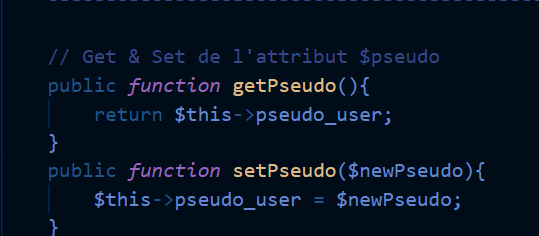 // Get & Set de l'attribut $pseudo
public function getPseudo(){
return $this->pseudo_user;
}
public function setPseudo($newPseudo){
$this->pseudo_user = $newPseudo;
}